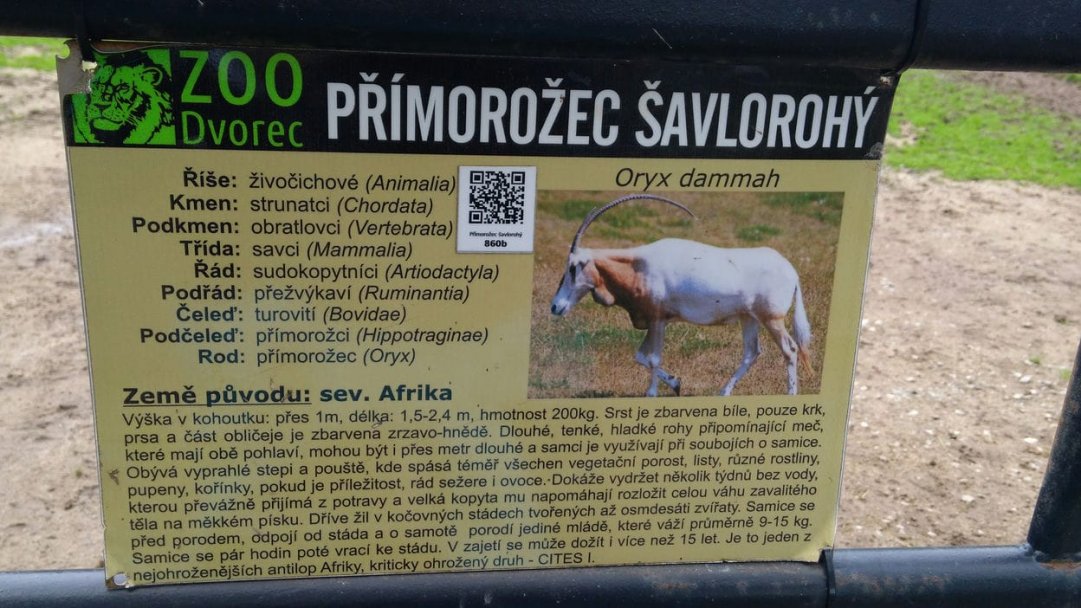 ZOO
Dvorec
PŘÍMOROŽEC ŠAVLOROHÝ
Říše: živočichové (Animalia)
Kmen: strunatci (Chordata)
Podkmen: obratlovci (Vertebrata)
Třída: savci (Mammalia)
Řád: sudokopytníci (Artiodactyla)
Podřád: přežvýkaví (Ruminantia)
Čeleď: turovití (Bovidae)
Podčeleď: přímorožci (Hippotraginae)
Rod: přímorožec (Oryx)
Přímorožec Šavlorohý
860b
Oryx dammah
Země původu: sev. Afrika
Výška v kohoutku: přes 1m, délka: 1,5-2,4 m, hmotnost 200kg. Srst je zbarvena bíle, pouze krk,
prsa a část obličeje je zbarvena zrzavo-hnědě. Dlouhé, tenké, hladké rohy připomínající meč,
které mají obě pohlaví, mohou být i přes metr dlouhé a samci je využívají při soubojích o samice.
Obývá vyprahlé stepi a pouště, kde spásá téměř všechen vegetační porost, listy, různé rostliny,
pupeny, kořínky, pokud je příležitost, rád sežere i ovoce. Dokáže vydržet několik týdnů bez vody,
kterou převážně přijímá z potravy a velká kopyta mu napomáhají rozložit celou váhu zavalitého
těla na měkkém písku. Dříve žil v kočovných stádech tvořených až osmdesáti zvířaty. Samice se
před porodem, odpojí od stáda a o samotě porodí jediné mládě, které váží průměrně 9-15 kg.
Samice se pár hodin poté vrací ke stádu. V zajetí se může dožít i více než 15 let. Je to jeden z
nejohroženějších antilop Afriky, kriticky ohrožený druh - CITES I.